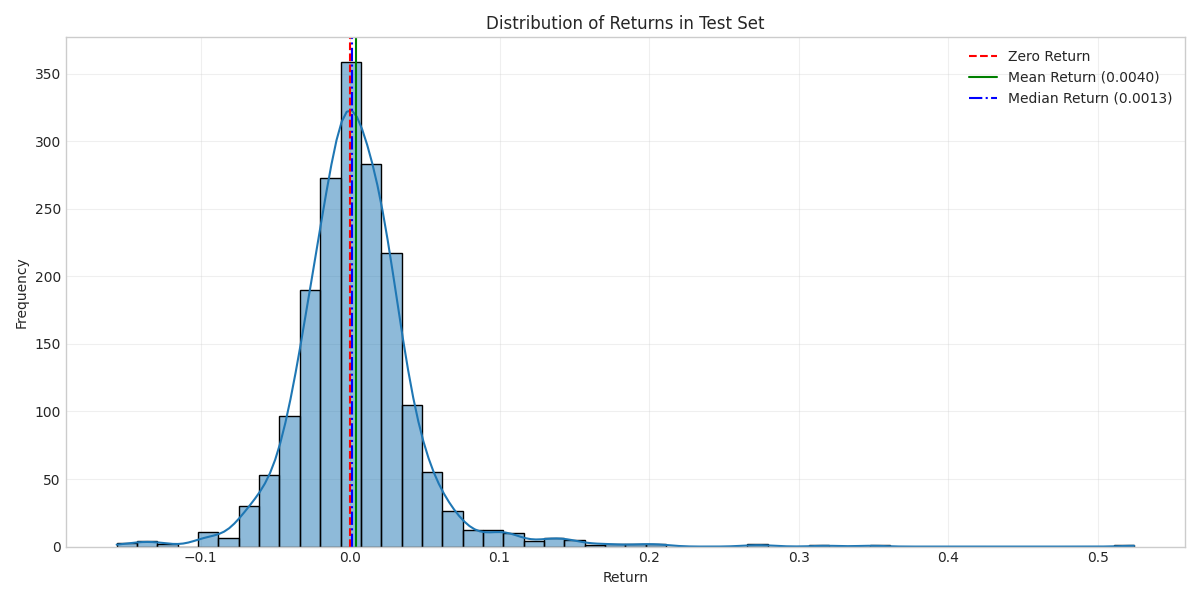 Distribution of Returns in Test Set
Zero Return
Mean Return (0.0040)
Median Return (0.0013)
Frequency
350
300
250
200
150
100
50
0
−0.1
0.0
0.1
0.2
0.3
0.4
0.5
Return